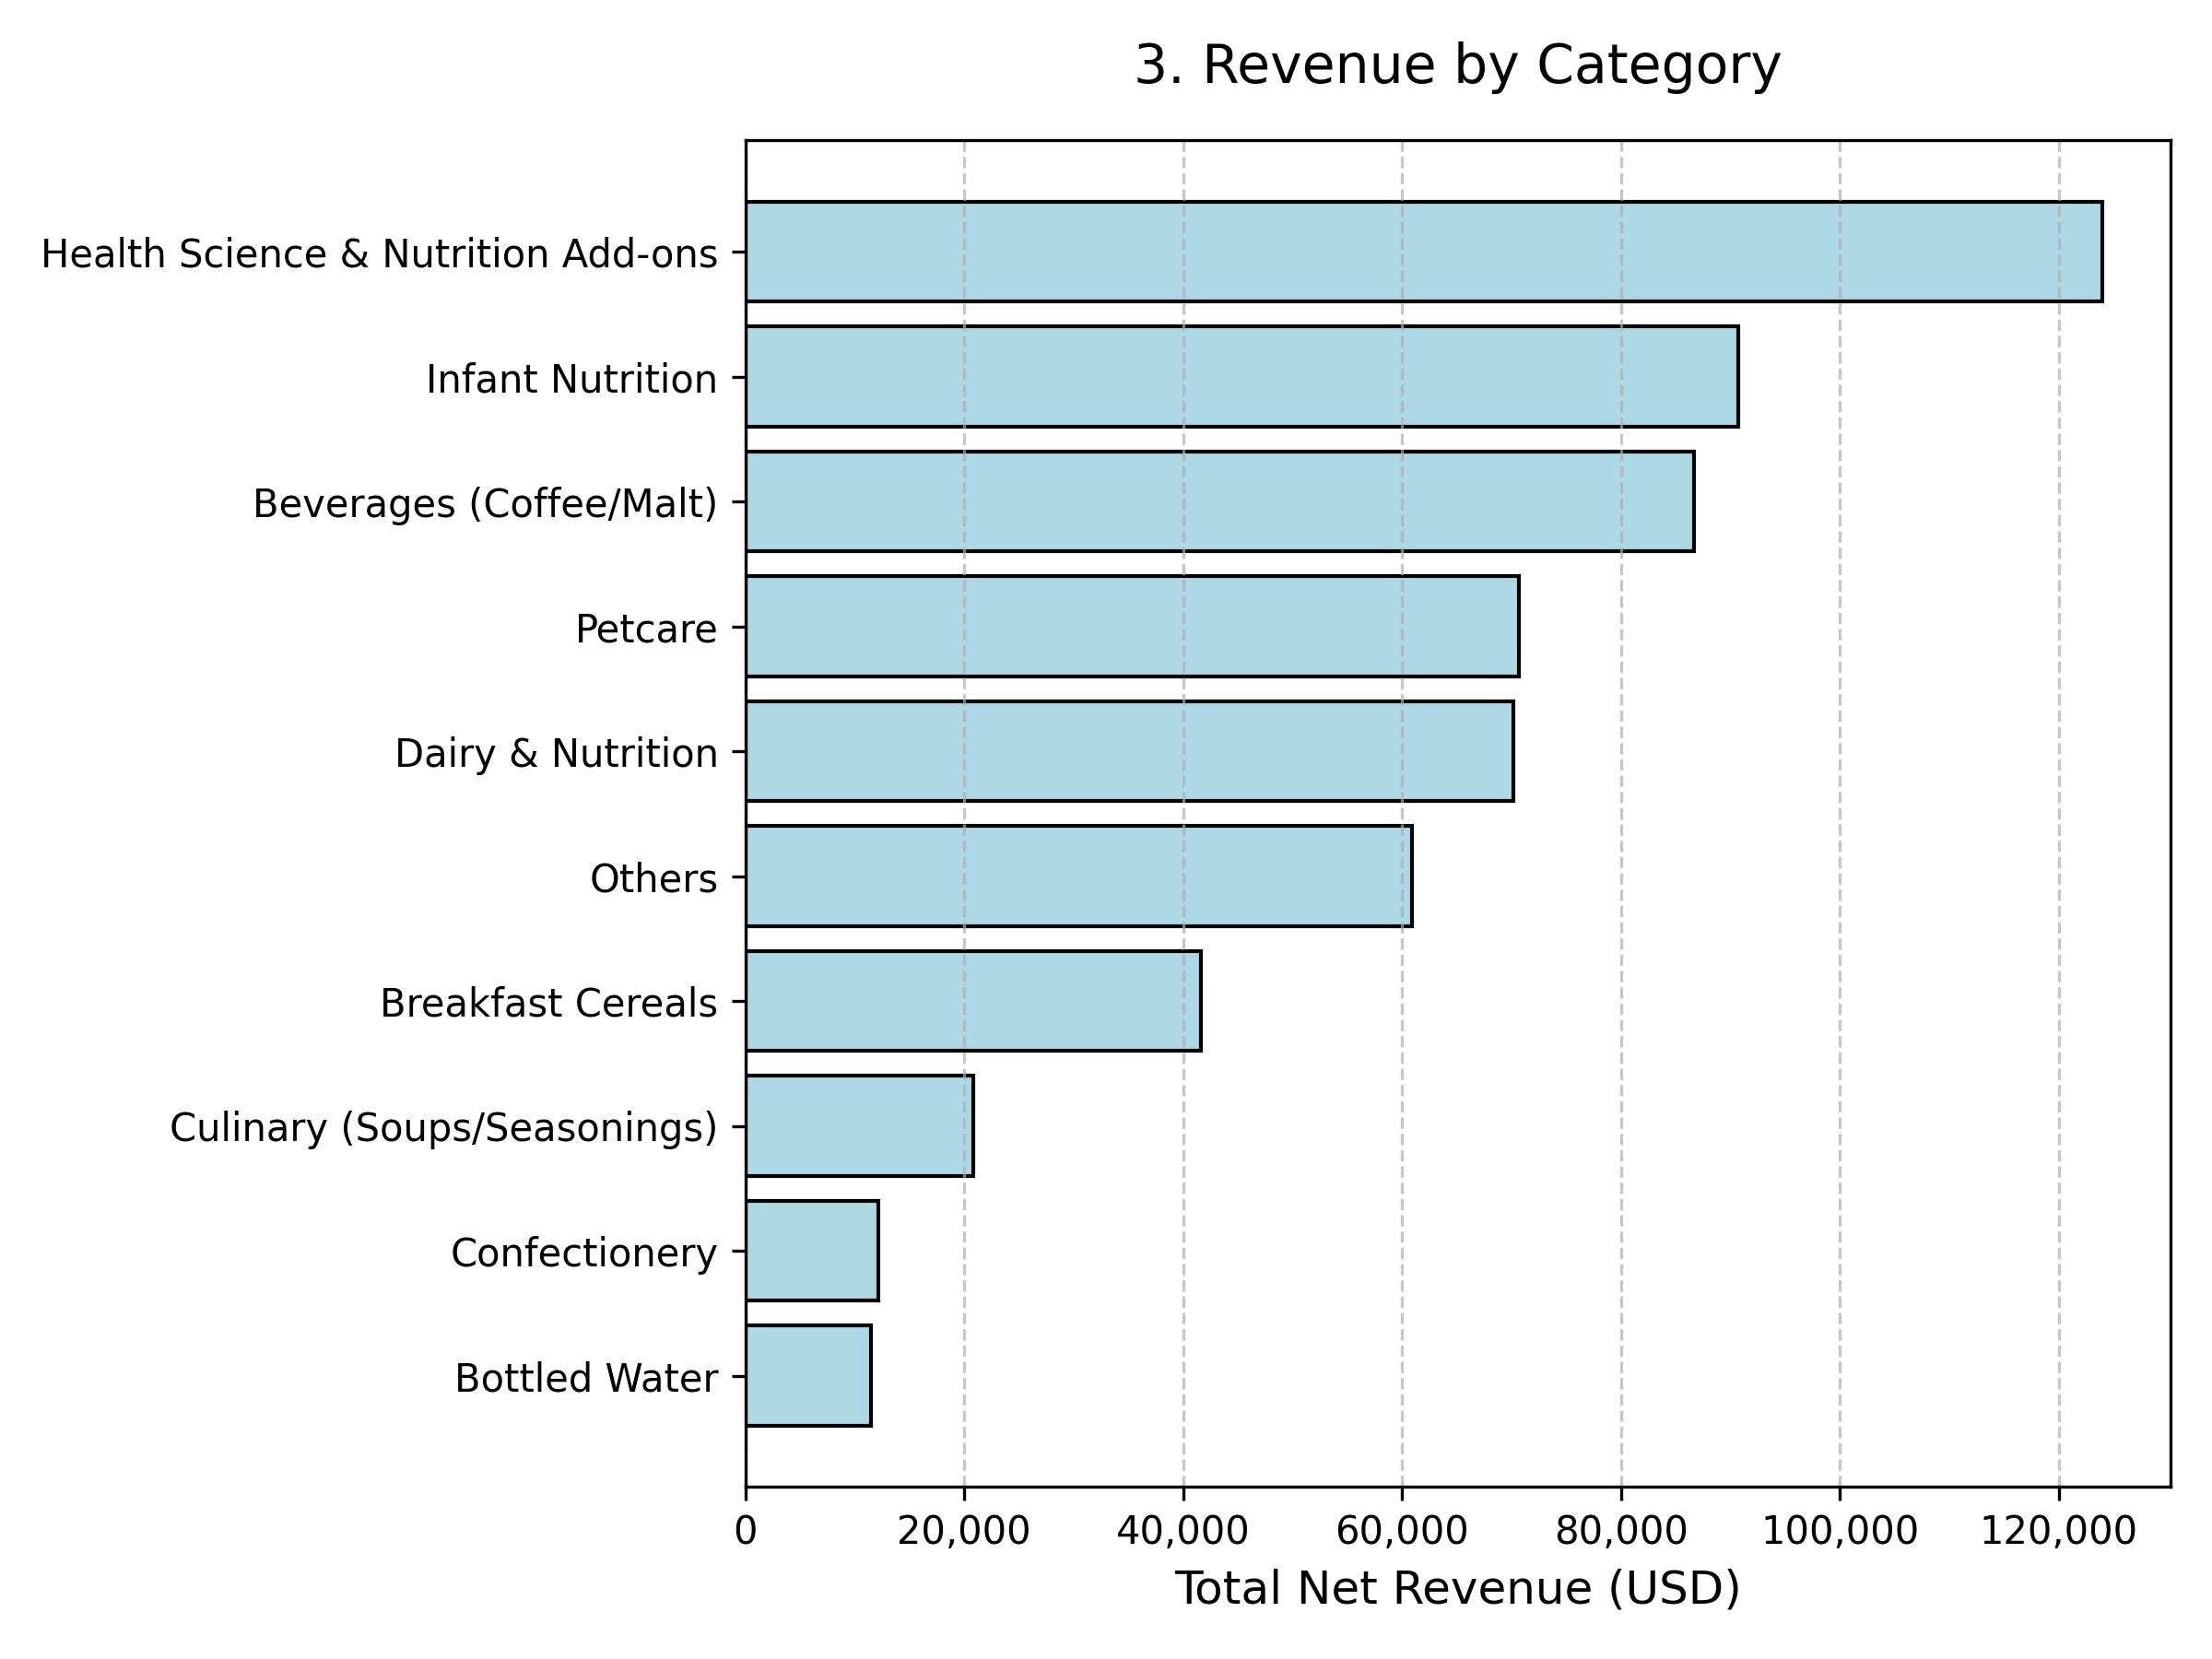 3. Revenue by Category
Health Science & Nutrition Add-ons
Infant Nutrition
Beverages (Coffee/Malt)
Petcare
Dairy & Nutrition
Others
Breakfast Cereals
Culinary (Soups/Seasonings)
Confectionery
Bottled Water
0 20,000 40,000 60,000 80,000 100,000 120,000
Total Net Revenue (USD)